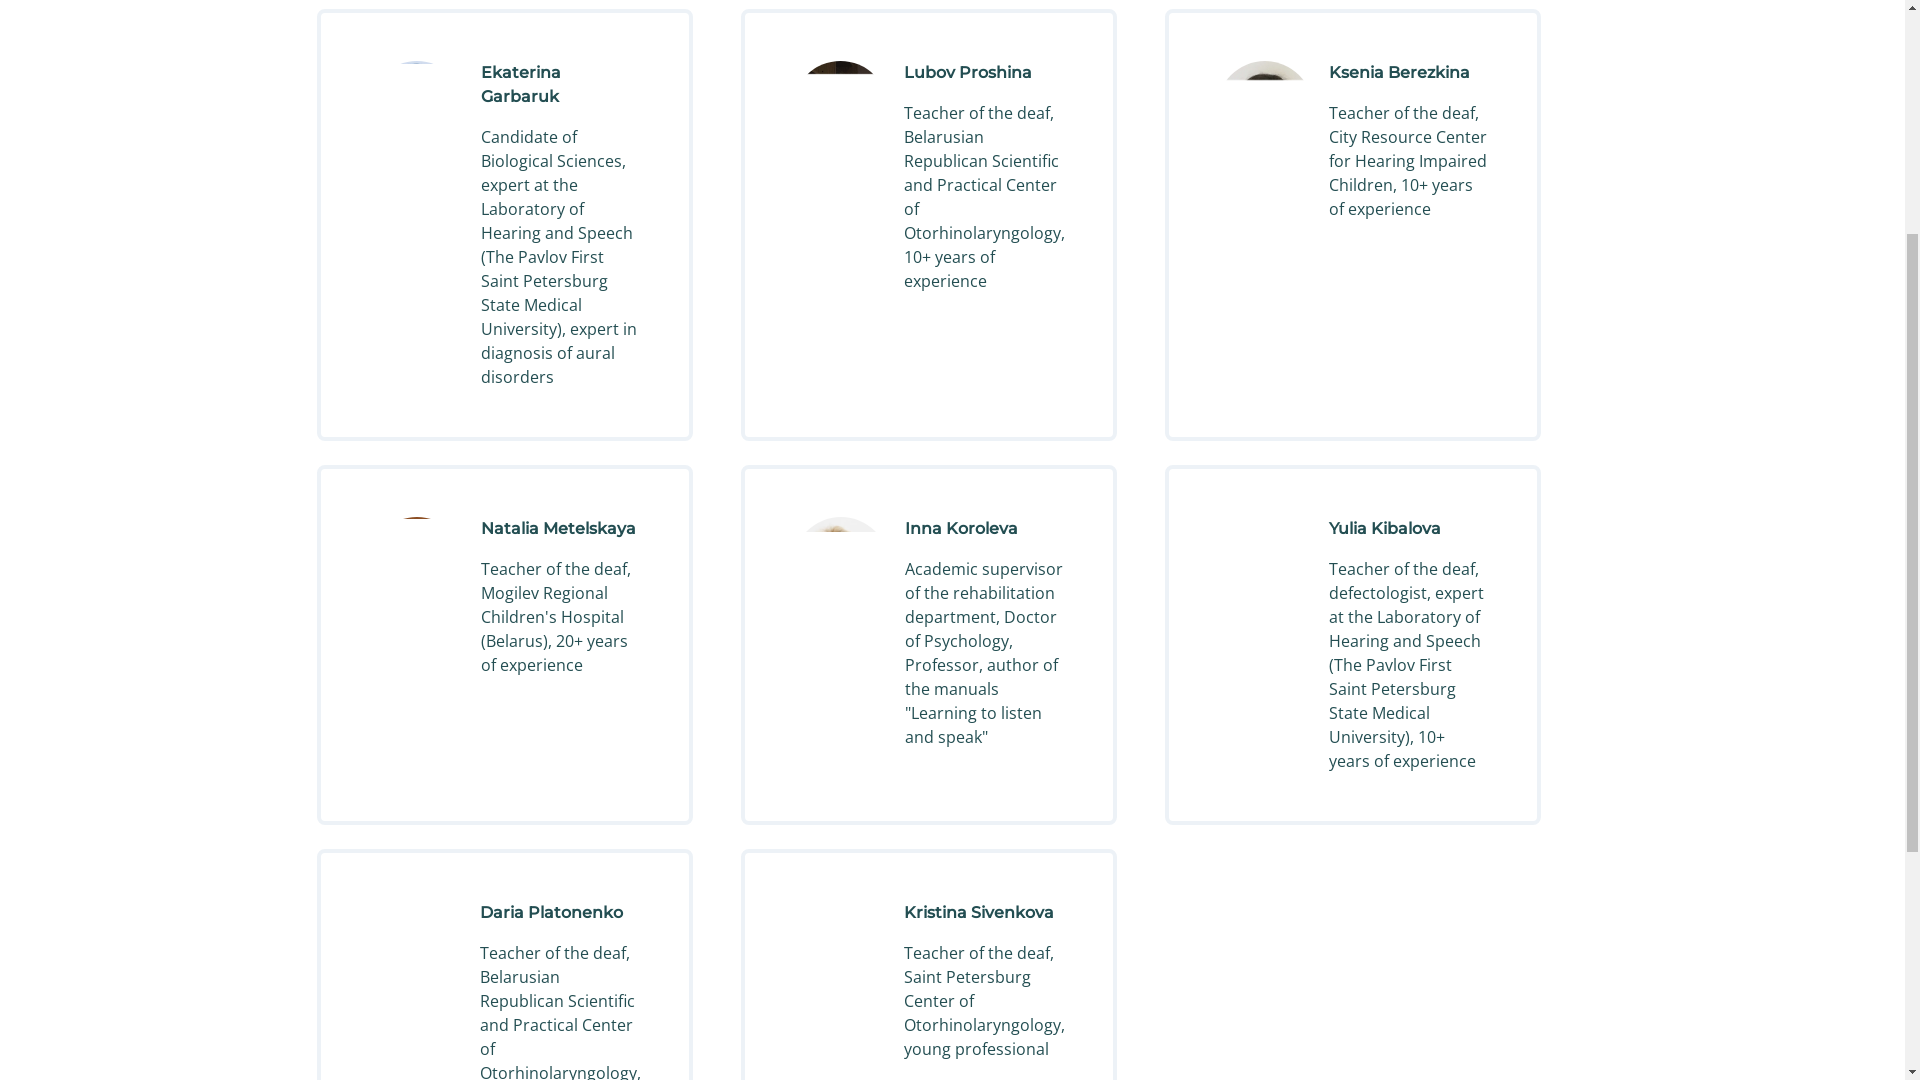 Ekaterina
Garbaruk
Candidate of
Biological Sciences,
expert at the
Laboratory of
Hearing and Speech
(The Pavlov First
Saint Petersburg
State Medical
University), expert in
diagnosis of aural
disorders
Lubov Proshina
Teacher of the deaf,
Belarusian
Republican Scientific
and Practical Center
of
Otorhinolaryngology,
10+ years of
experience
Ksenia Berezkina
Teacher of the deaf,
City Resource Center
for Hearing Impaired
Children, 10+ years
of experience
Natalia Metelskaya
Teacher of the deaf,
Mogilev Regional
Children's Hospital
(Belarus), 20+ years
of experience
Inna Koroleva
Academic supervisor
of the rehabilitation
department, Doctor
of Psychology,
Professor, author of
the manuals
"Learning to listen
and speak"
Yulia Kibalova
Teacher of the deaf,
defectologist, expert
at the Laboratory of
Hearing and Speech
(The Pavlov First
Saint Petersburg
State Medical
University), 10+
years of experience
Daria Platonenko
Teacher of the deaf,
Belarusian
Republican Scientific
and Practical Center
of
Otorhinolaryngology,
Kristina Sivenkova
Teacher of the deaf,
Saint Petersburg
Center of
Otorhinolaryngology,
young professional